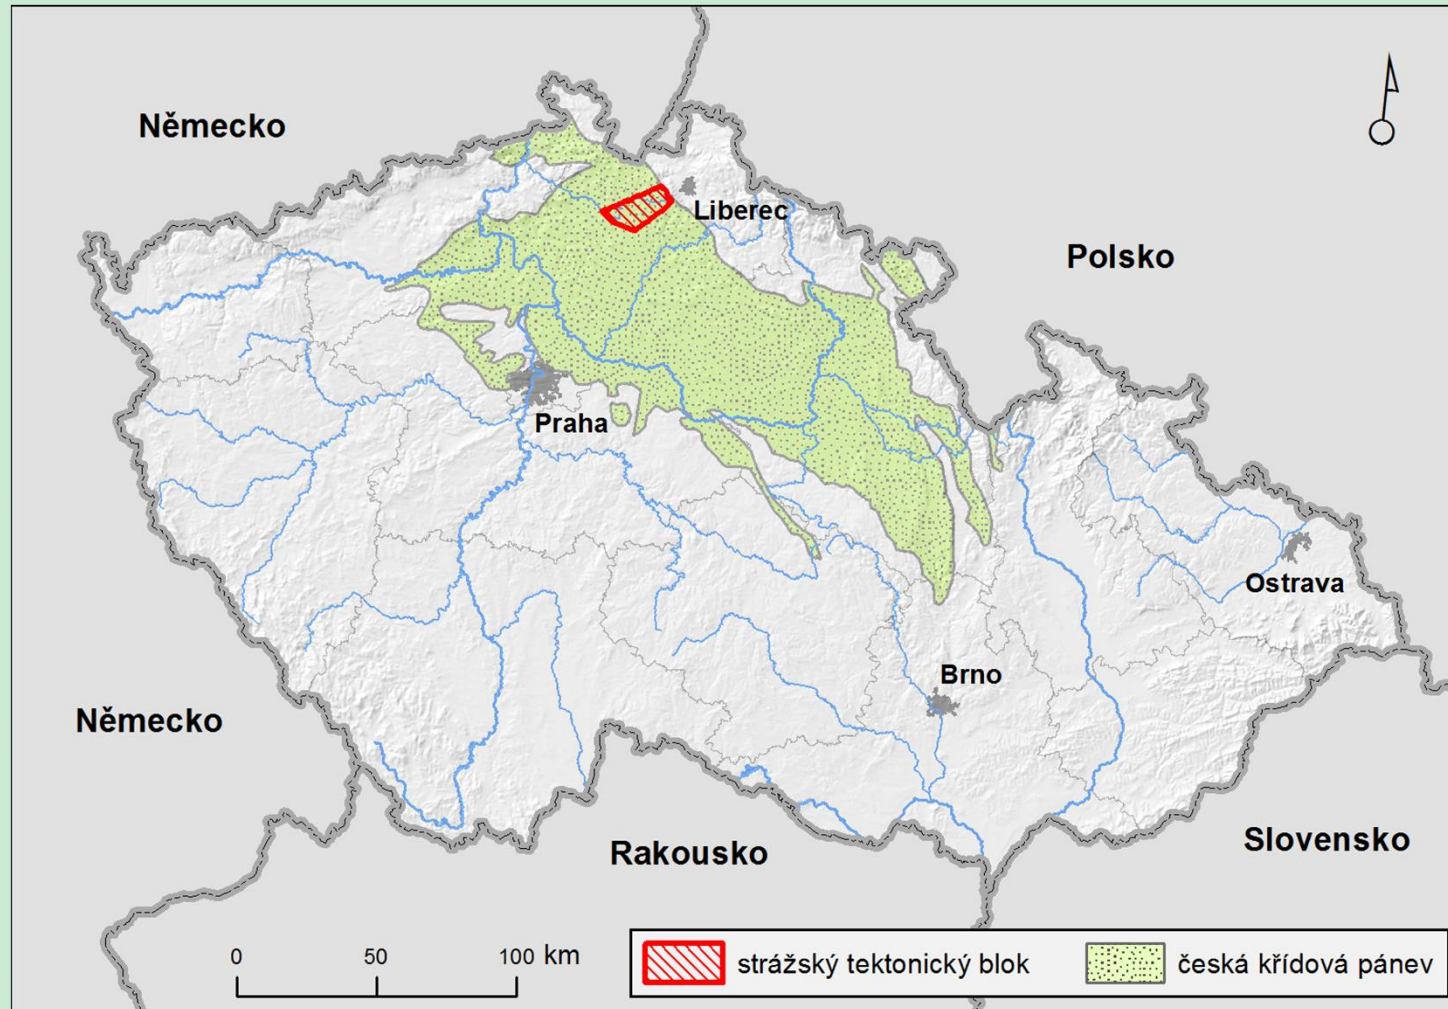 Německo
Liberec
Polsko
Praha
Ostrava
Brno
Německo
Rakousko
Slovensko
0 50 100 km
strážský tektonický blok
česká křídová pánev